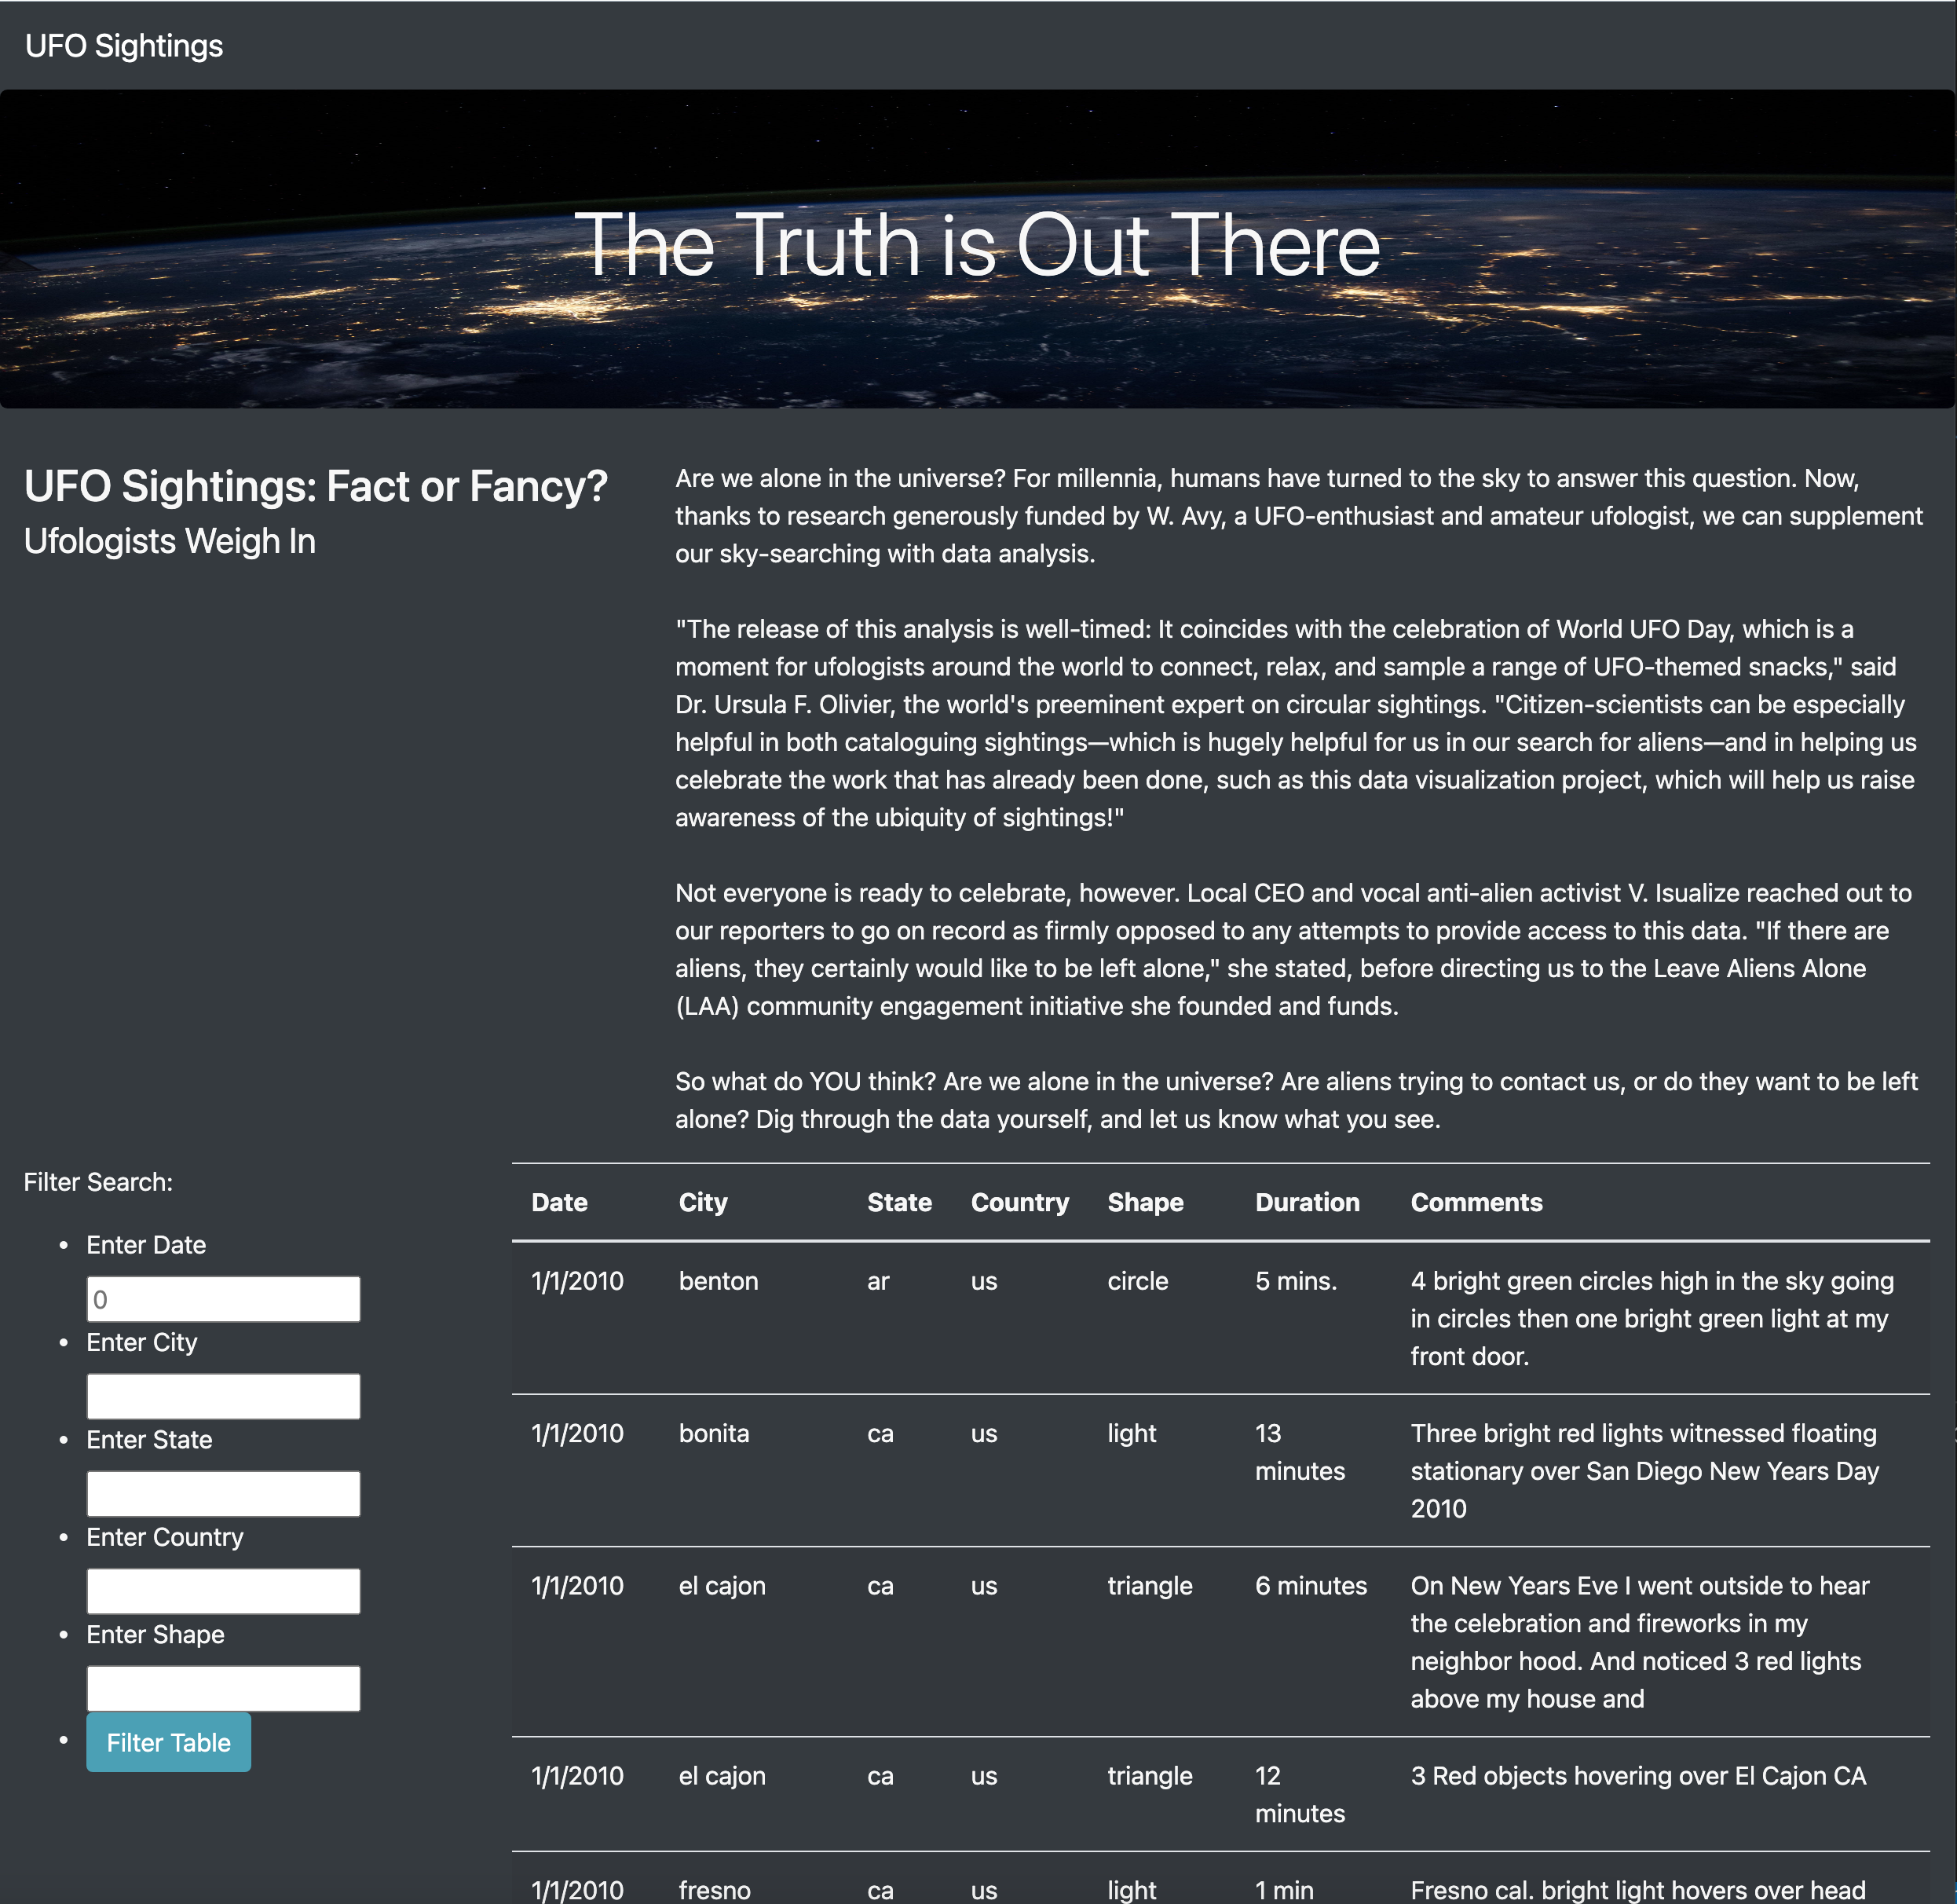 UFO Sightings
The Truth is Out There
UFO Sightings: Fact or Fancy?
Ufologists Weigh In
Are we alone in the universe? For millennia, humans have turned to the sky to answer this question. Now,
thanks to research generously funded by W. Avy, a UFO-enthusiast and amateur ufologist, we can supplement
our sky-searching with data analysis.
"The release of this analysis is well-timed: It coincides with the celebration of World UFO Day, which is a
moment for ufologists around the world to connect, relax, and sample a range of UFO-themed snacks," said
Dr. Ursula F. Olivier, the world's preeminent expert on circular sightings. "Citizen-scientists can be especially
helpful in both cataloguing sightings—which is hugely helpful for us in our search for aliens—and in helping us
celebrate the work that has already been done, such as this data visualization project, which will help us raise
awareness of the ubiquity of sightings!"
Not everyone is ready to celebrate, however. Local CEO and vocal anti-alien activist V. Isualize reached out to
our reporters to go on record as firmly opposed to any attempts to provide access to this data. "If there are
aliens, they certainly would like to be left alone," she stated, before directing us to the Leave Aliens Alone
(LAA) community engagement initiative she founded and funds.
So what do YOU think? Are we alone in the universe? Are aliens trying to contact us, or do they want to be left
alone? Dig through the data yourself, and let us know what you see.
Filter Search:
• Enter Date
0
• Enter City
• Enter State
• Enter Country
• Enter Shape
• Filter Table
Date City State Country Shape Duration Comments
1/1/2010 benton ar us circle 5 mins. 4 bright green circles high in the sky going
in circles then one bright green light at my
front door.
1/1/2010 bonita ca us light 13 Three bright red lights witnessed floating
minutes stationary over San Diego New Years Day
2010
1/1/2010 el cajon ca us triangle 6 minutes On New Years Eve I went outside to hear
the celebration and fireworks in my
neighbor hood. And noticed 3 red lights
above my house and
1/1/2010 el cajon ca us triangle 12 3 Red objects hovering over El Cajon CA
minutes
1/1/2010 fresno ca us light 1 min Fresno cal. bright light hovers over head